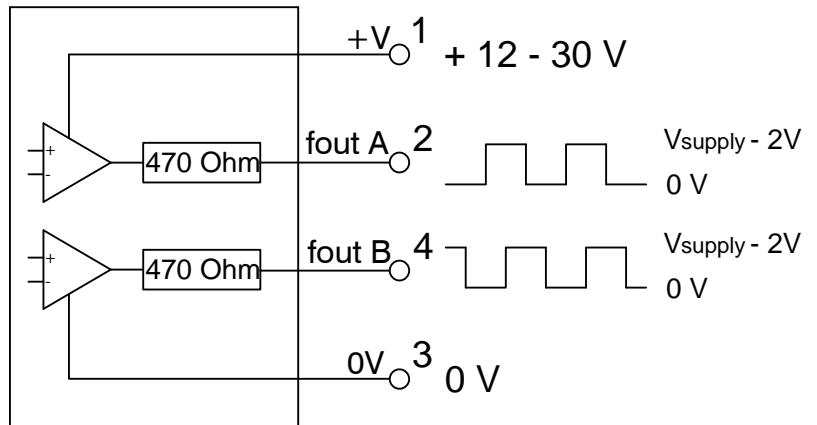 +V 1 + 12 - 30 V
+
-
470 Ohm fout A 2 Vsupply - 2V
0 V
+
-
470 Ohm fout B 4 Vsupply - 2V
0 V
0V 3 0 V